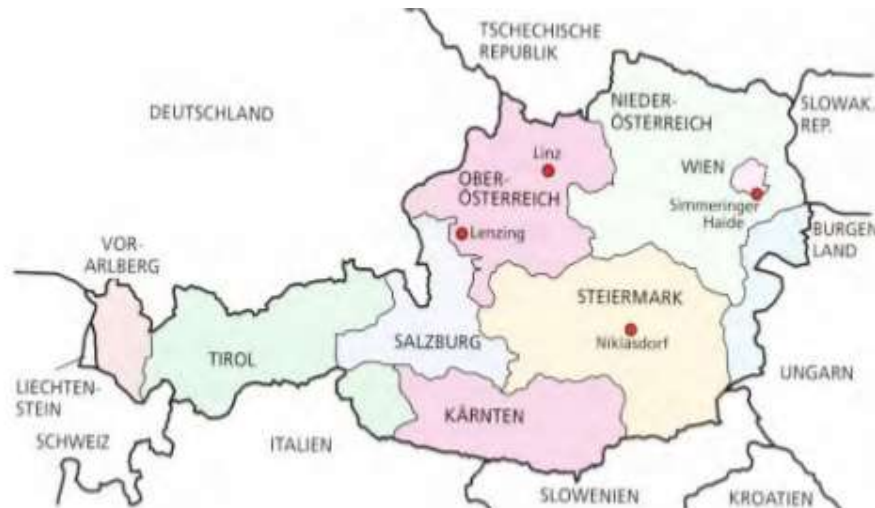 TSCHECHISCHE
REPUBLIK
DEUTSCHLAND
NIEDER-
ÖSTERREICH
SLOWAK.
REP.
Linz
WIEN
OBER-
ÖSTERREICH
Simmeringer
Haide
Lenzing
BURGEN
LAND
VOR-
ARLBERG
STEIERMARK
SALZBURG
Niklasdorf
TIROL
UNGARN
LIECHTEN-
STEIN
KÄRNTEN
SCHWEIZ
ITALIEN
SLOWENIEN
KROATIEN